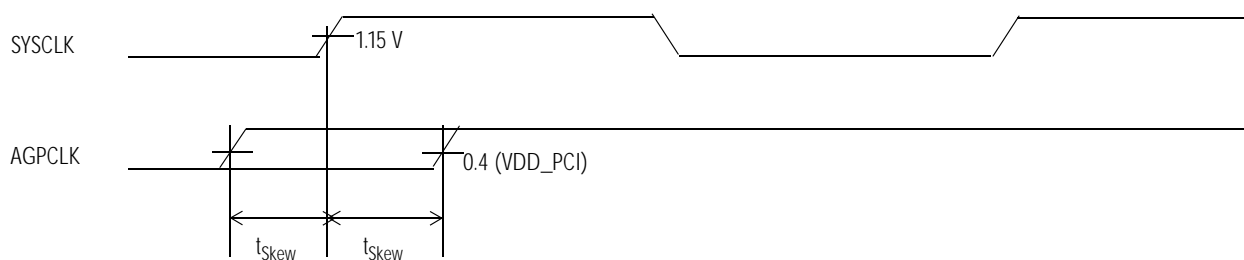 SYSCLK
1.15 V
AGPCLK
0.4 (VDD_PCI)
tSkew
tSkew